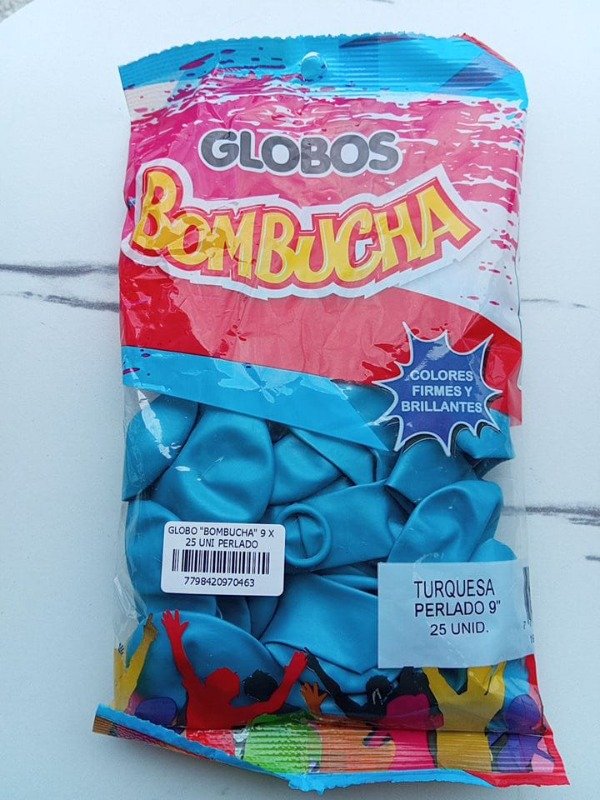 GLOBOS
BOMBUCHA
COLORES
FIRMES Y
BRILLANTES
GLOBO "BOMBUCHA" 9 X
25 UNI PERLADO
7798420970463
TURQUESA
PERLADO 9"
25 UNID.